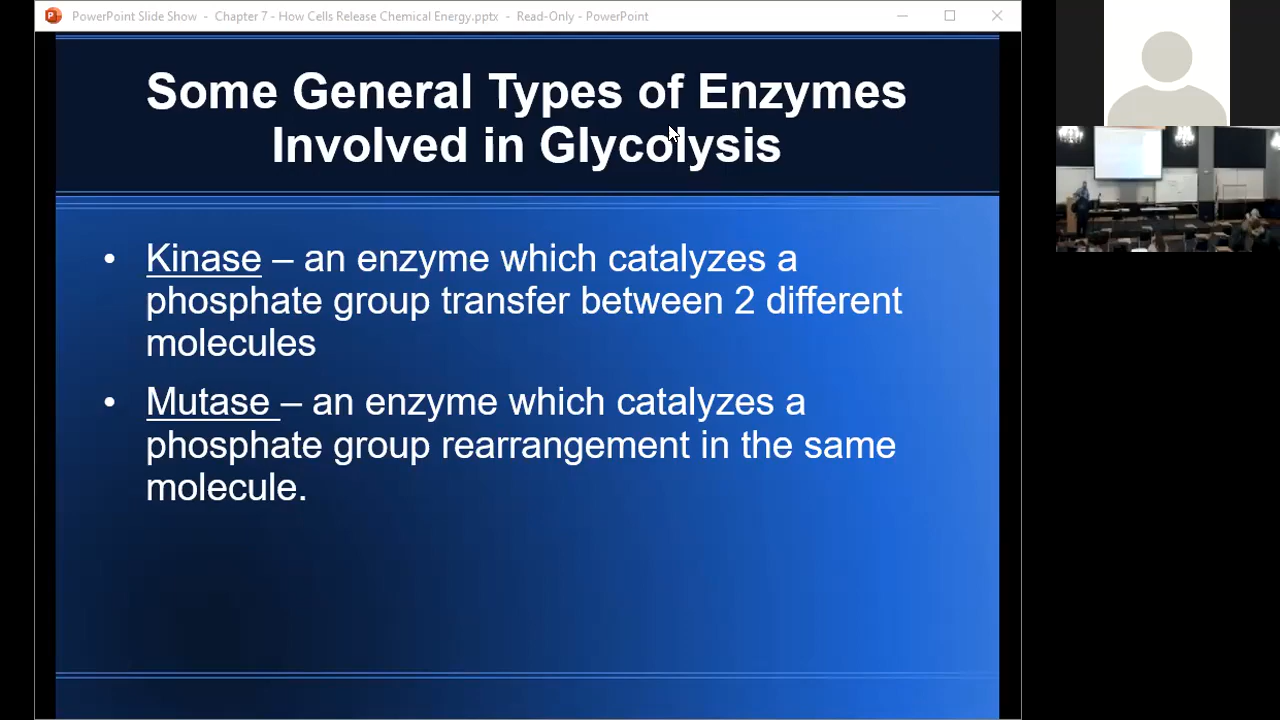 PowerPoint Slide Show - Chapter 7 - How Cells Release Chemical Energy.pptx - Read-Only - PowerPoint
Some General Types of Enzymes
Involved in Glycolysis
• Kinase – an enzyme which catalyzes a
phosphate group transfer between 2 different
molecules
• Mutase – an enzyme which catalyzes a
phosphate group rearrangement in the same
molecule.